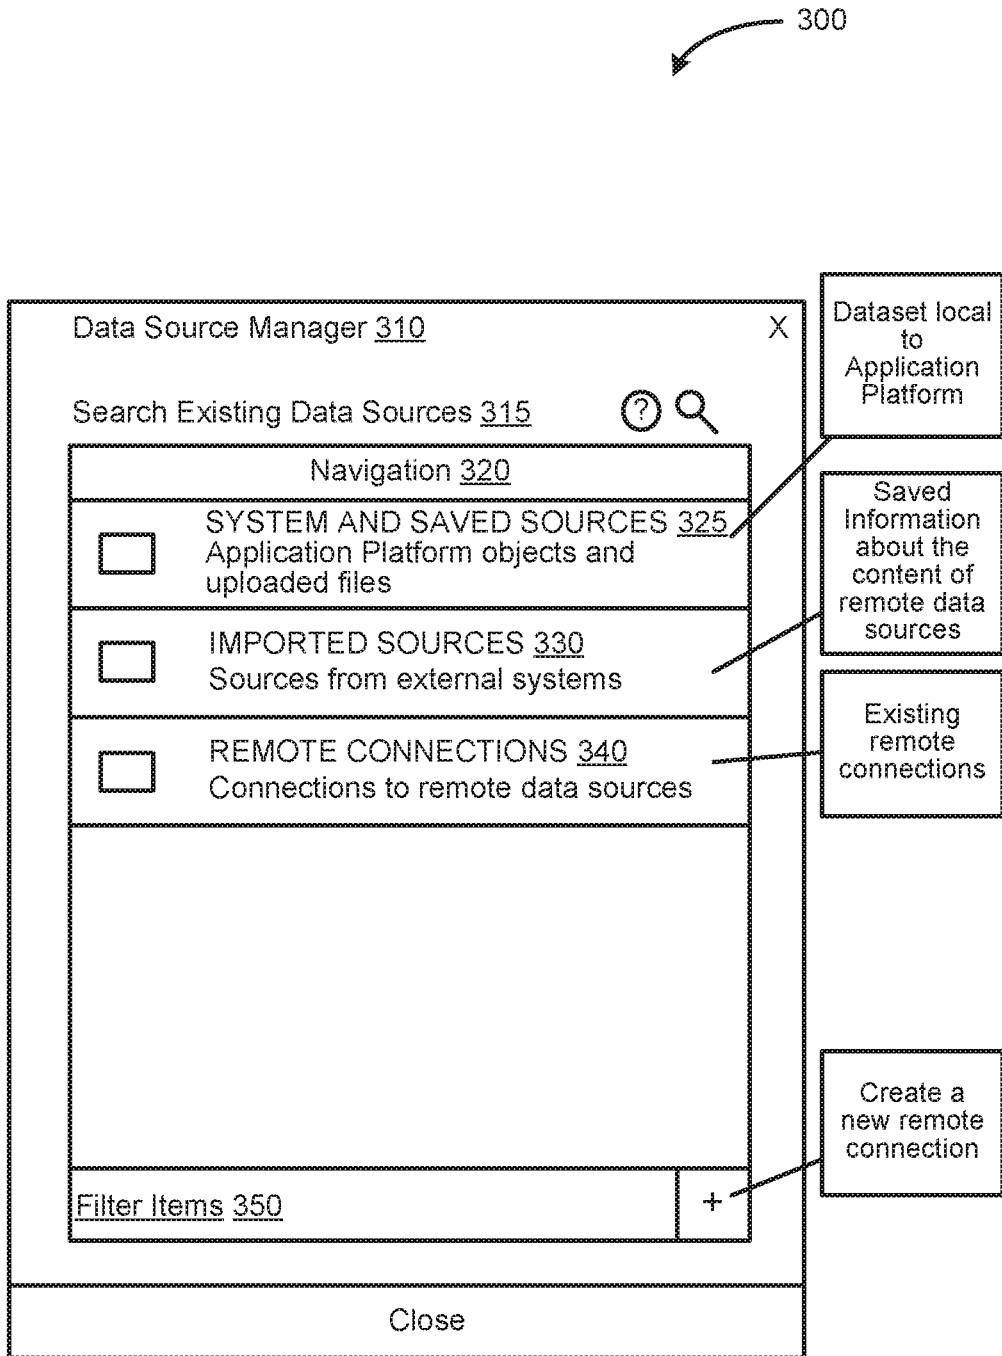 300
Data Source Manager 310
X
Search Existing Data Sources 315
?
Navigation 320
SYSTEM AND SAVED SOURCES 325
Application Platform objects and
uploaded files
IMPORTED SOURCES 330
Sources from external systems
REMOTE CONNECTIONS 340
Connections to remote data sources
Filter Items 350
+
Close
Dataset local
to
Application
Platform
Saved
Information
about the
content of
remote data
sources
Existing
remote
connections
Create a
new remote
connection